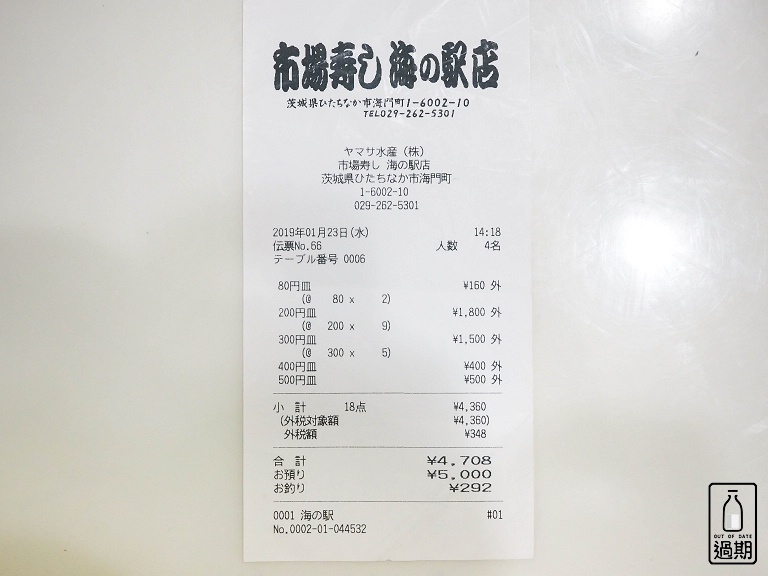 市場寿し 海の駅店
茨城県ひたちなか市海門町1-6002-10
TEL029-262-5301
ヤマサ水産（株）
市場寿し 海の駅店
茨城県ひたちなか市海門町
1-6002-10
029-262-5301
2019年01月23日(水) 14:18
伝票No.66 人数 4名
テーブル番号 0006
80円皿 ¥160 外
(@ 80 x 2)
200円皿 ¥1,800 外
(@ 200 x 9)
300円皿 ¥1,500 外
(@ 300 x 5)
400円皿 ¥400 外
500円皿 ¥500 外
小 計 18点 ¥4,360
(外税対象額 ¥4,360)
外税額 ¥348
合 計 ¥4,708
お預り ¥5,000
お釣り ¥292
0001 海の駅 #01
No.0002-01-044532
OUT OF DATE
過期